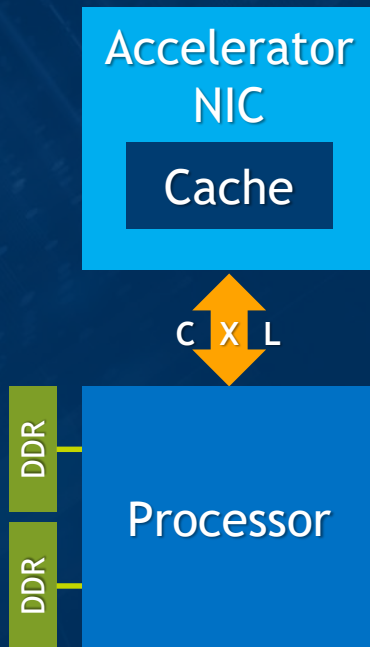 Accelerator
NIC
Cache
C X L
DDR
Processor
DDR